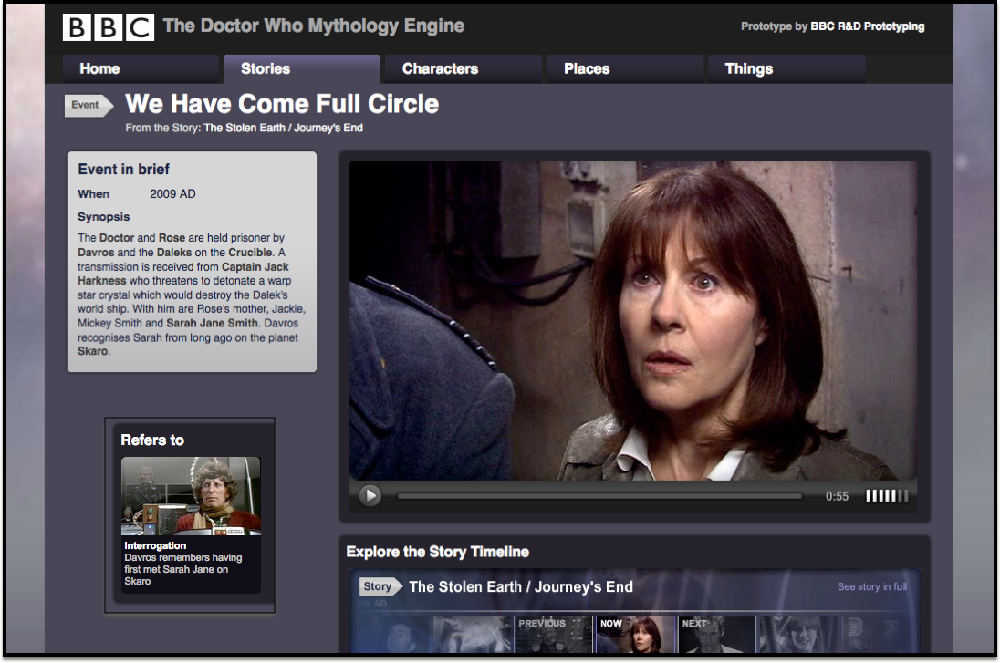 BBC The Doctor Who Mythology Engine
Prototype by BBC R&D Prototyping
Home Stories Characters Places Things
Event We Have Come Full Circle
From the Story: The Stolen Earth / Journey's End
Event in brief
When 2009 AD
Synopsis
The Doctor and Rose are held prisoner by
Davros and the Daleks on the Crucible. A
transmission is received from Captain Jack
Harkness who threatens to detonate a warp
star crystal which would destroy the Dalek's
world ship. With him are Rose's mother, Jackie,
Mickey Smith and Sarah Jane Smith. Davros
recognises Sarah from long ago on the planet
Skaro.
Refers to
Interrogation
Davros remembers having
first met Sarah Jane on
Skaro
0:55
Explore the Story Timeline
Story The Stolen Earth / Journey's End
See story in full
PREVIOUS NOW NEXT